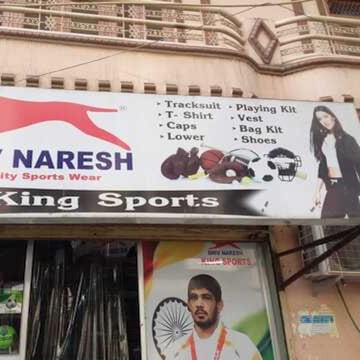 Tracksuit
Playing Kit
T- Shirt
Vest
Caps
Bag Kit
Lower
Shoes
NARESH
ity Sports Wear
King Sports
SHIV NARESH
KING SPORTS